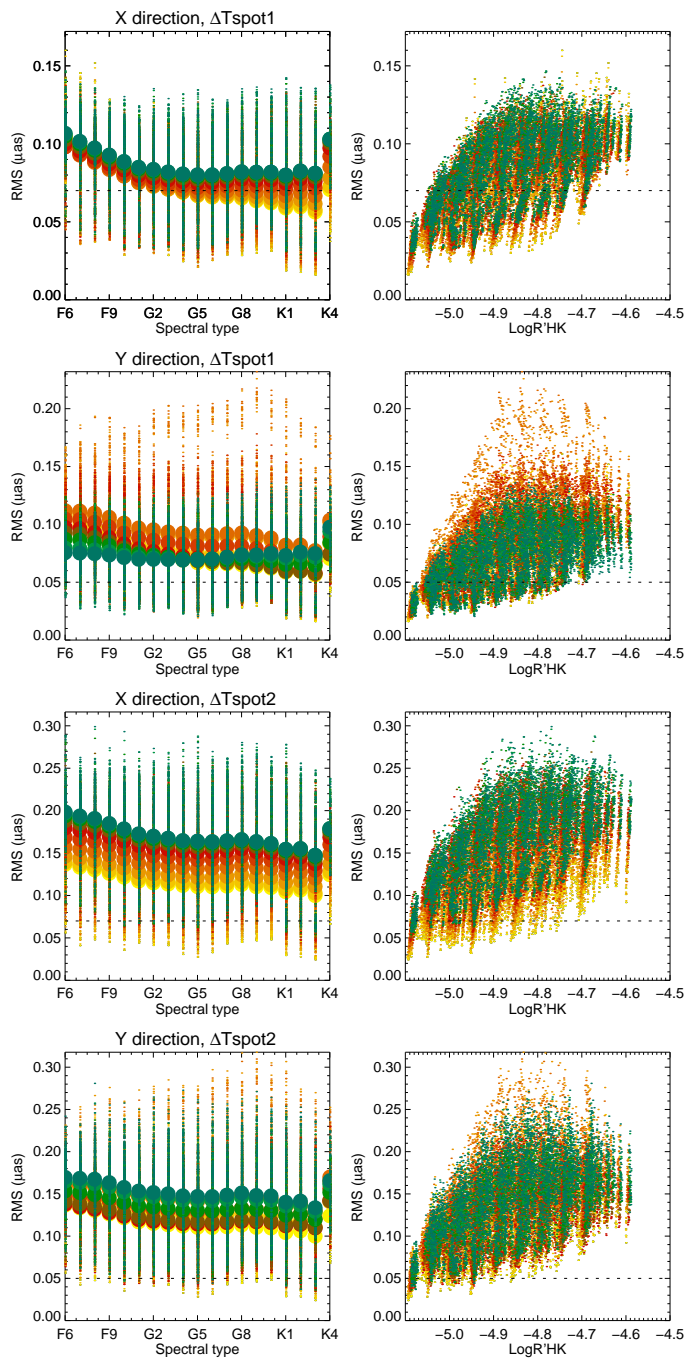 X direction, ΔTspot1
RMS (μas)
0.15
0.10
0.05
0.00
F6 F9 G2 G5 G8 K1 K4
Spectral type
RMS (μas)
0.15
0.10
0.05
0.00
−5.0 −4.9 −4.8 −4.7 −4.6 −4.5
LogR'HK
Y direction, ΔTspot1
RMS (μas)
0.20
0.15
0.10
0.05
0.00
F6 F9 G2 G5 G8 K1 K4
Spectral type
RMS (μas)
0.20
0.15
0.10
0.05
0.00
−5.0 −4.9 −4.8 −4.7 −4.6 −4.5
LogR'HK
X direction, ΔTspot2
RMS (μas)
0.30
0.25
0.20
0.15
0.10
0.05
0.00
F6 F9 G2 G5 G8 K1 K4
Spectral type
RMS (μas)
0.30
0.25
0.20
0.15
0.10
0.05
0.00
−5.0 −4.9 −4.8 −4.7 −4.6 −4.5
LogR'HK
Y direction, ΔTspot2
RMS (μas)
0.30
0.25
0.20
0.15
0.10
0.05
0.00
F6 F9 G2 G5 G8 K1 K4
Spectral type
RMS (μas)
0.30
0.25
0.20
0.15
0.10
0.05
0.00
−5.0 −4.9 −4.8 −4.7 −4.6 −4.5
LogR'HK